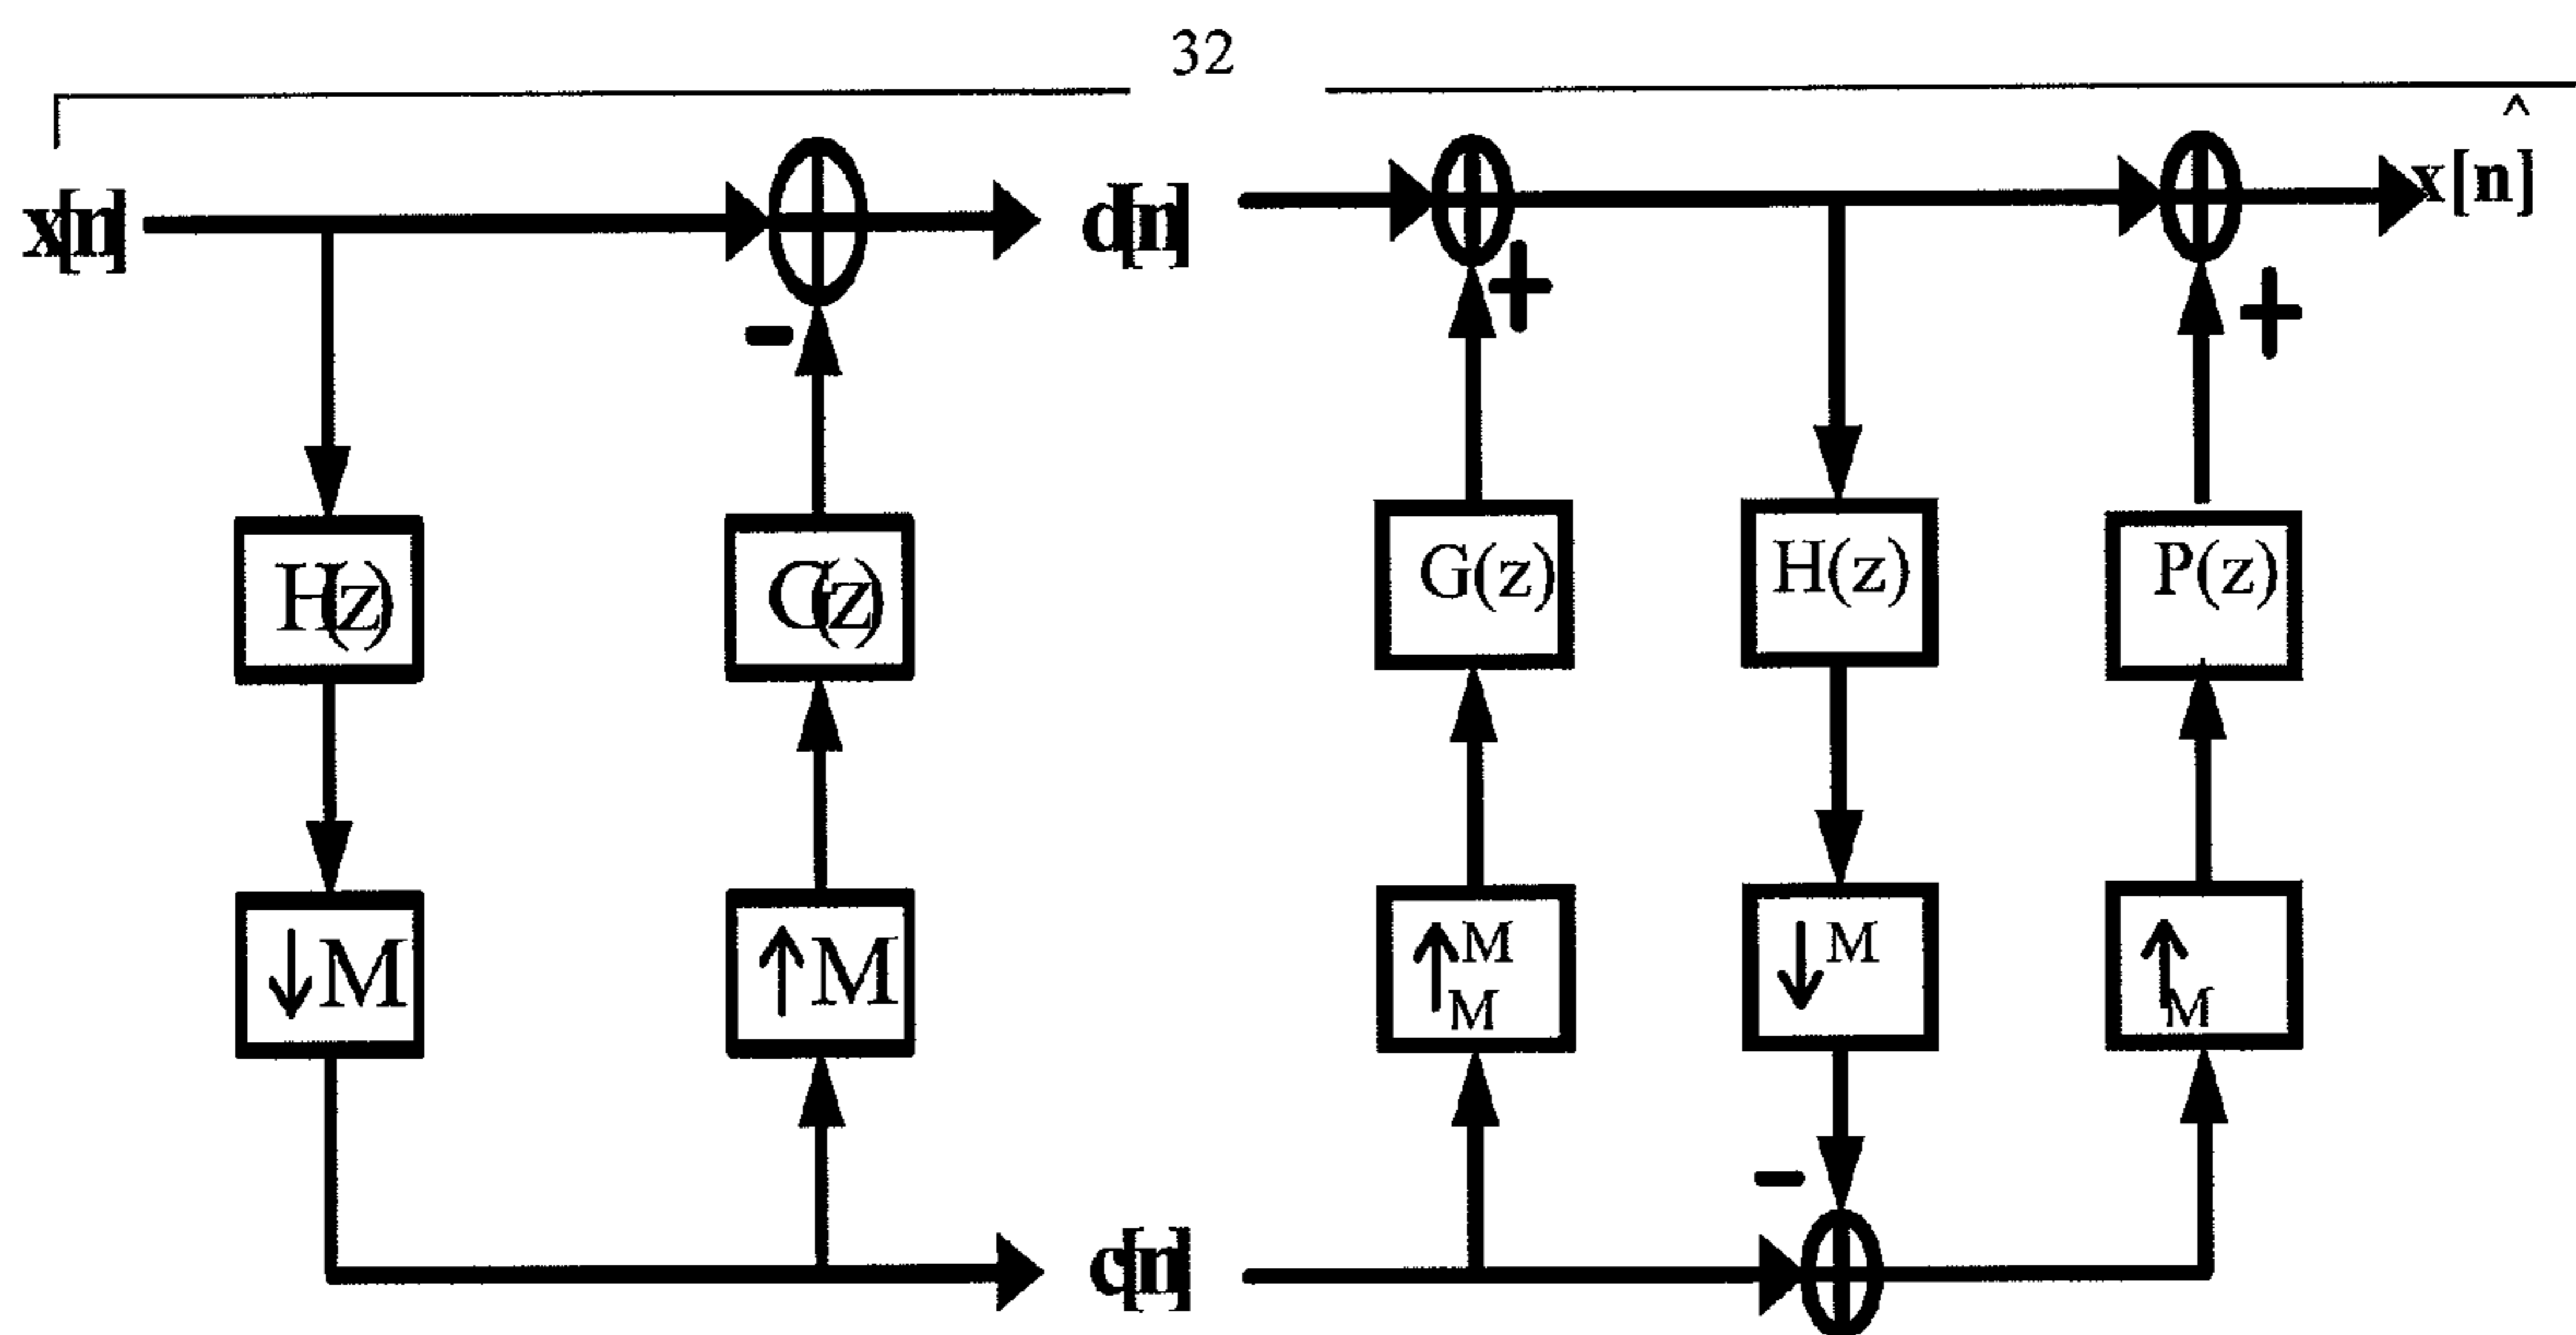 32
x[n]
-
d[n]
+
^
x[n]
+
H(z)
G(z)
G(z)
H(z)
P(z)
↓M
↑M
↑M
M
↓M
↑M
-
c[n]